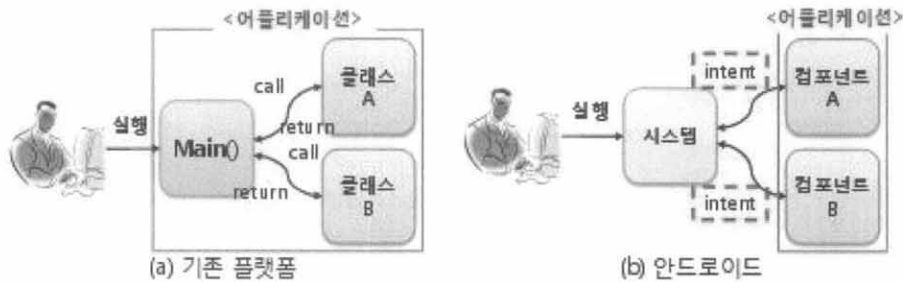 <어플리케이션>
클래스
A
call
실행
Main()
return
call
return
클래스
B
(a) 기존 플랫폼
<어플리케이션>
intent
컴포넌트
A
실행
시스템
intent
컴포넌트
B
(b) 안드로이드